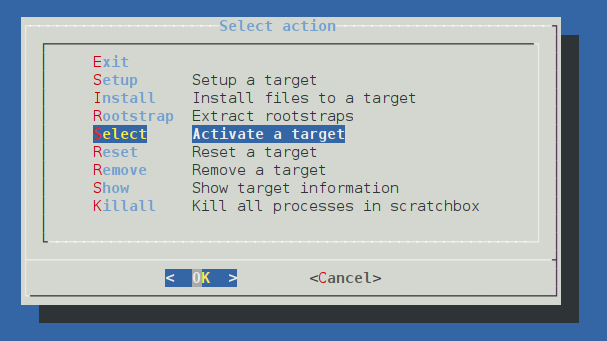 Select action
Exit
Setup Setup a target
Install Install files to a target
Rootstrap Extract rootstraps
Select Activate a target
Reset Reset a target
Remove Remove a target
Show Show target information
Killall Kill all processes in scratchbox
< OK > <Cancel>